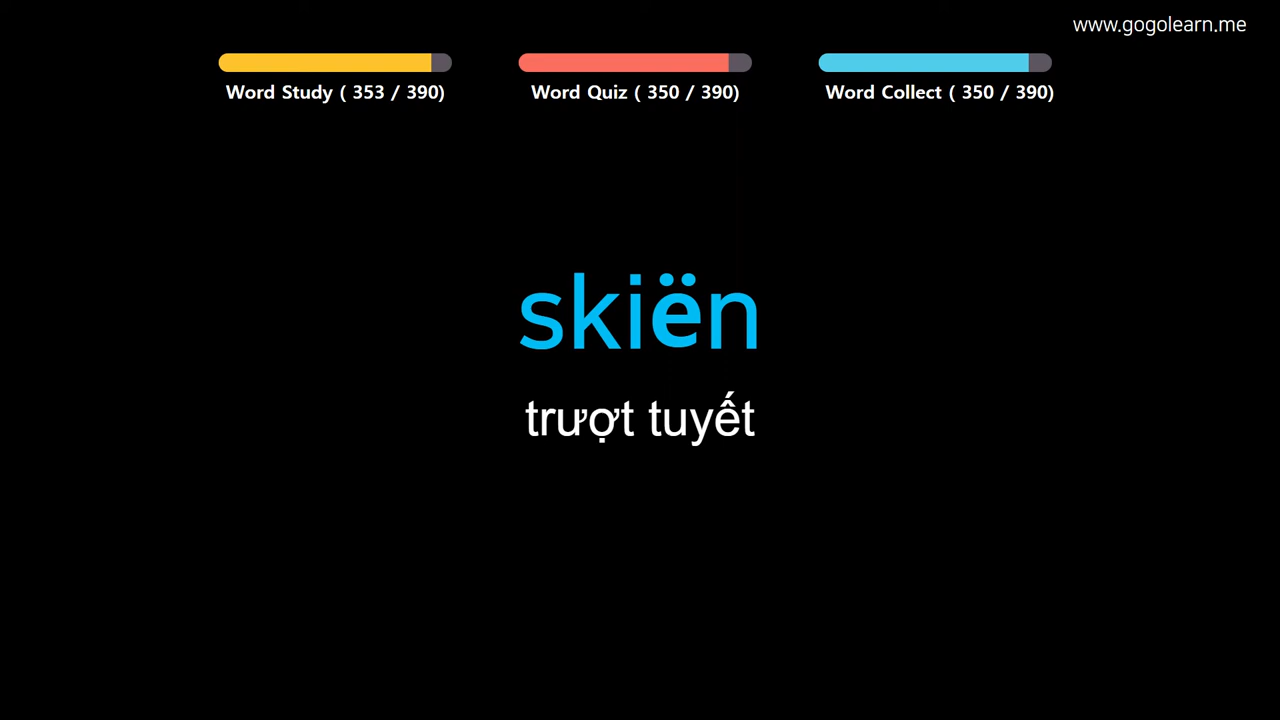 www.gogolearn.me
Word Study ( 353 / 390)
Word Quiz ( 350 / 390)
Word Collect ( 350 / 390)
skiën
trượt tuyết